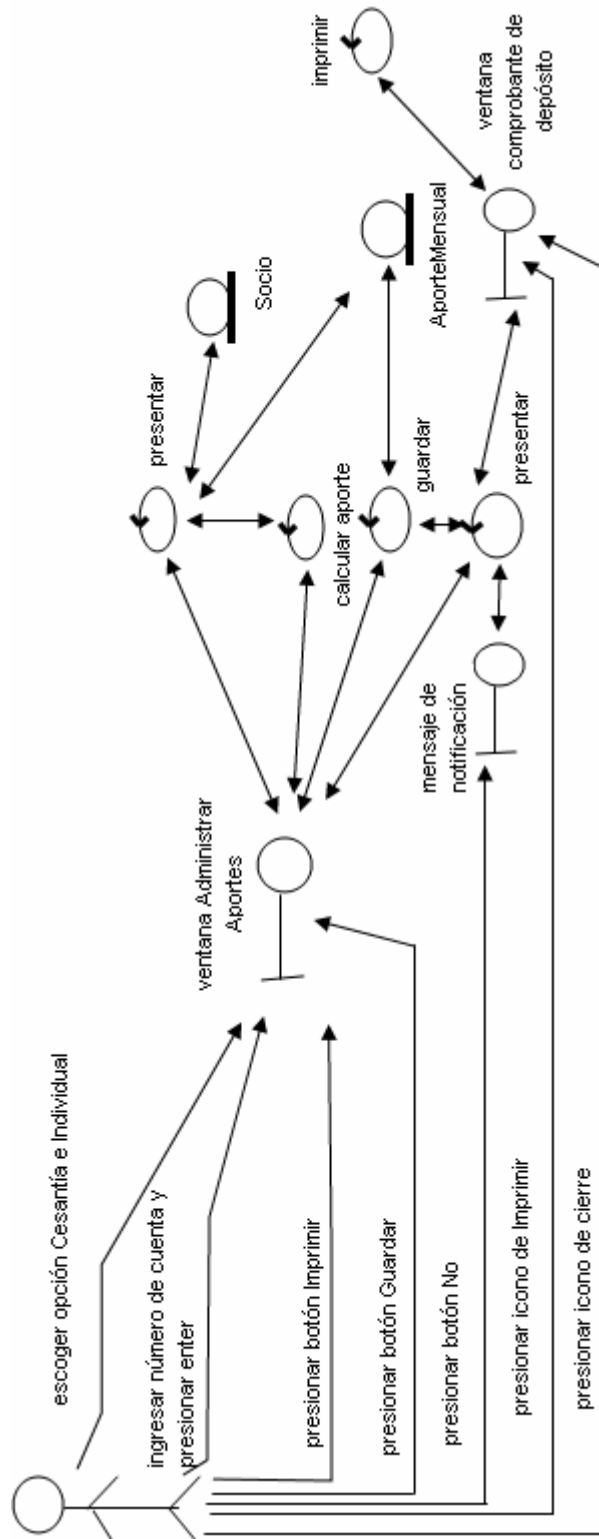 escoger opción Cesantía e Individual
ingresar número de cuenta y
presionar enter
presionar botón Imprimir
presionar botón Guardar
presionar botón No
presionar icono de Imprimir
presionar icono de cierre
ventana Administrar
Aportes
mensaje de
notificación
presentar
calcular aporte
guardar
presentar
Socio
AporteMensual
ventana
comprobante de
depósito
imprimir